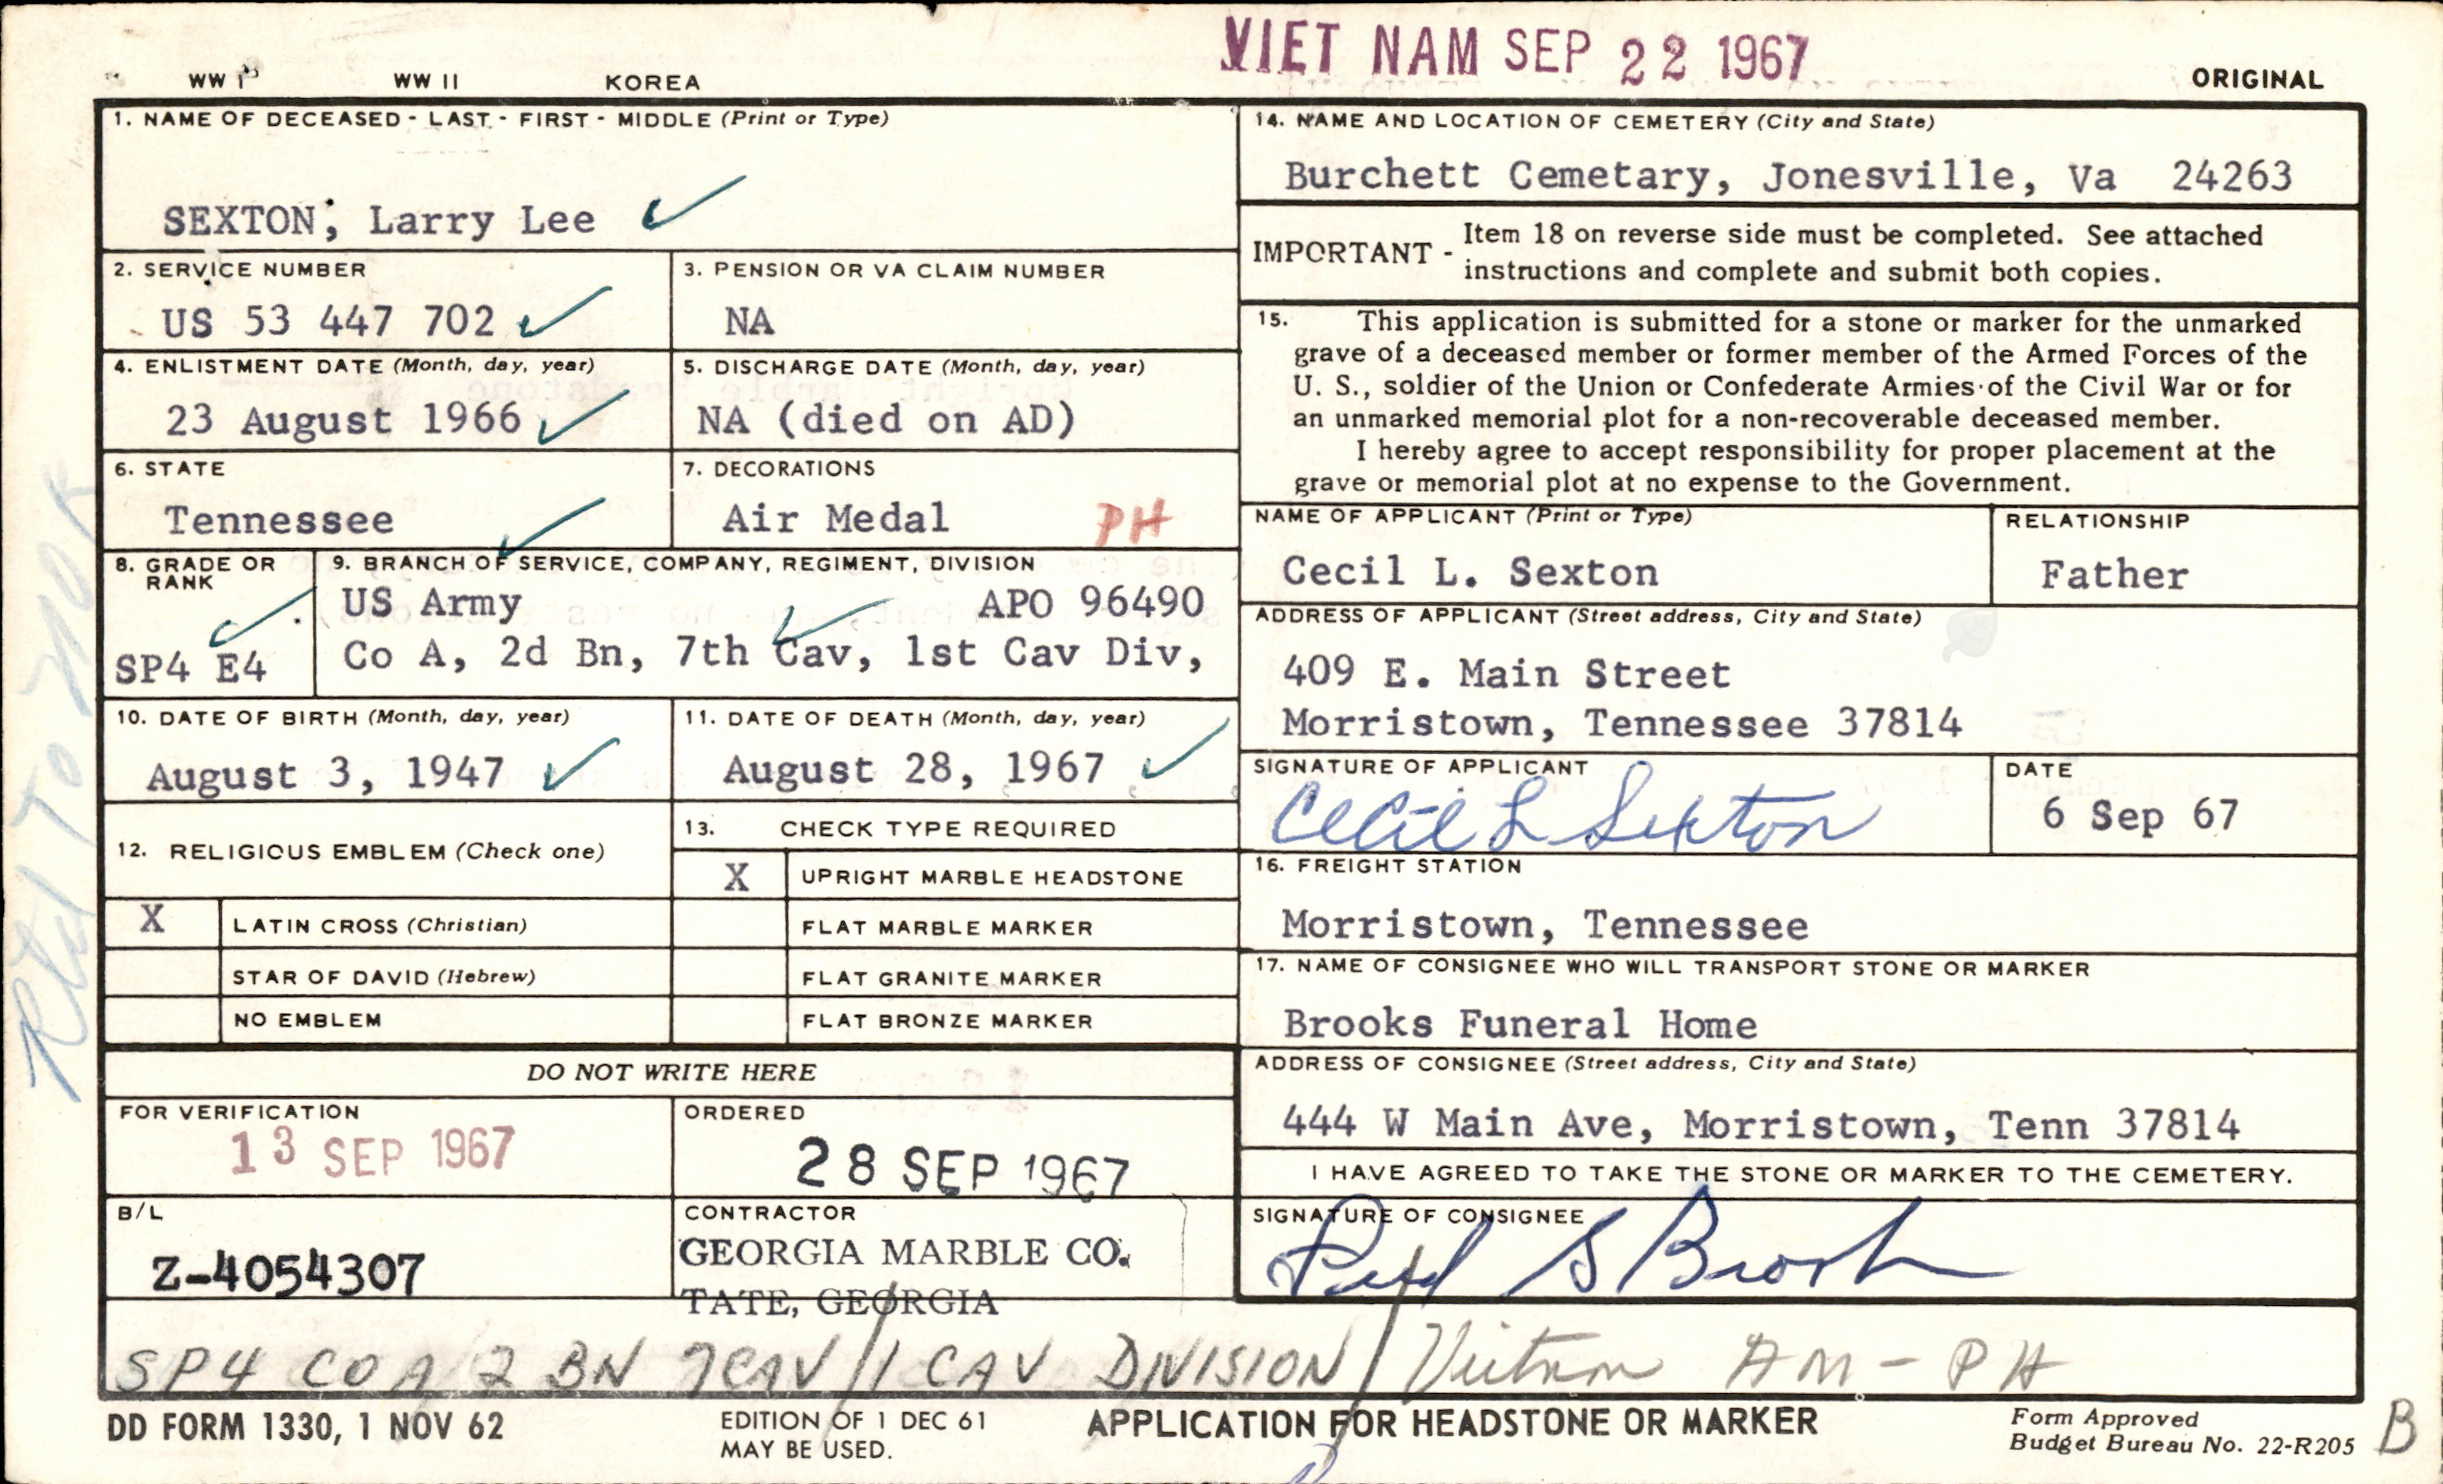 VIET NAM SEP 22 1967
WW I WW II KOREA ORIGINAL
1. NAME OF DECEASED - LAST - FIRST - MIDDLE (Print or Type)
SEXTON, Larry Lee
2. SERVICE NUMBER
US 53 447 702
3. PENSION OR VA CLAIM NUMBER
NA
4. ENLISTMENT DATE (Month, day, year)
23 August 1966
5. DISCHARGE DATE (Month, day, year)
NA (died on AD)
6. STATE
Tennessee
7. DECORATIONS
Air Medal PH
8. GRADE OR
RANK
SP4 E4
9. BRANCH OF SERVICE, COMPANY, REGIMENT, DIVISION
US Army APO 96490
Co A, 2d Bn, 7th Cav, 1st Cav Div,
10. DATE OF BIRTH (Month, day, year)
August 3, 1947
11. DATE OF DEATH (Month, day, year)
August 28, 1967
12. RELIGIOUS EMBLEM (Check one)
X LATIN CROSS (Christian)
STAR OF DAVID (Hebrew)
NO EMBLEM
13. CHECK TYPE REQUIRED
X UPRIGHT MARBLE HEADSTONE
FLAT MARBLE MARKER
FLAT GRANITE MARKER
FLAT BRONZE MARKER
DO NOT WRITE HERE
FOR VERIFICATION
13 SEP 1967
ORDERED
28 SEP 1967
B/L
Z-4054307
CONTRACTOR
GEORGIA MARBLE CO.
TATE, GEORGIA
14. NAME AND LOCATION OF CEMETERY (City and State)
Burchett Cemetary, Jonesville, Va 24263
IMPORTANT - Item 18 on reverse side must be completed. See attached
instructions and complete and submit both copies.
15. This application is submitted for a stone or marker for the unmarked
grave of a deceased member or former member of the Armed Forces of the
U. S., soldier of the Union or Confederate Armies of the Civil War or for
an unmarked memorial plot for a non-recoverable deceased member.
I hereby agree to accept responsibility for proper placement at the
grave or memorial plot at no expense to the Government.
NAME OF APPLICANT (Print or Type)
Cecil L. Sexton
RELATIONSHIP
Father
ADDRESS OF APPLICANT (Street address, City and State)
409 E. Main Street
Morristown, Tennessee 37814
SIGNATURE OF APPLICANT
Cecil L Sexton
DATE
6 Sep 67
16. FREIGHT STATION
Morristown, Tennessee
17. NAME OF CONSIGNEE WHO WILL TRANSPORT STONE OR MARKER
Brooks Funeral Home
ADDRESS OF CONSIGNEE (Street address, City and State)
444 W Main Ave, Morristown, Tenn 37814
I HAVE AGREED TO TAKE THE STONE OR MARKER TO THE CEMETERY.
SIGNATURE OF CONSIGNEE
S Brooks
SP4 CO A 2 BN 7 CAV / 1 CAV DIVISION / Vietnam AM - PH
DD FORM 1330, 1 NOV 62
EDITION OF 1 DEC 61
MAY BE USED.
APPLICATION FOR HEADSTONE OR MARKER
Form Approved
Budget Bureau No. 22-R205
B
To NOK